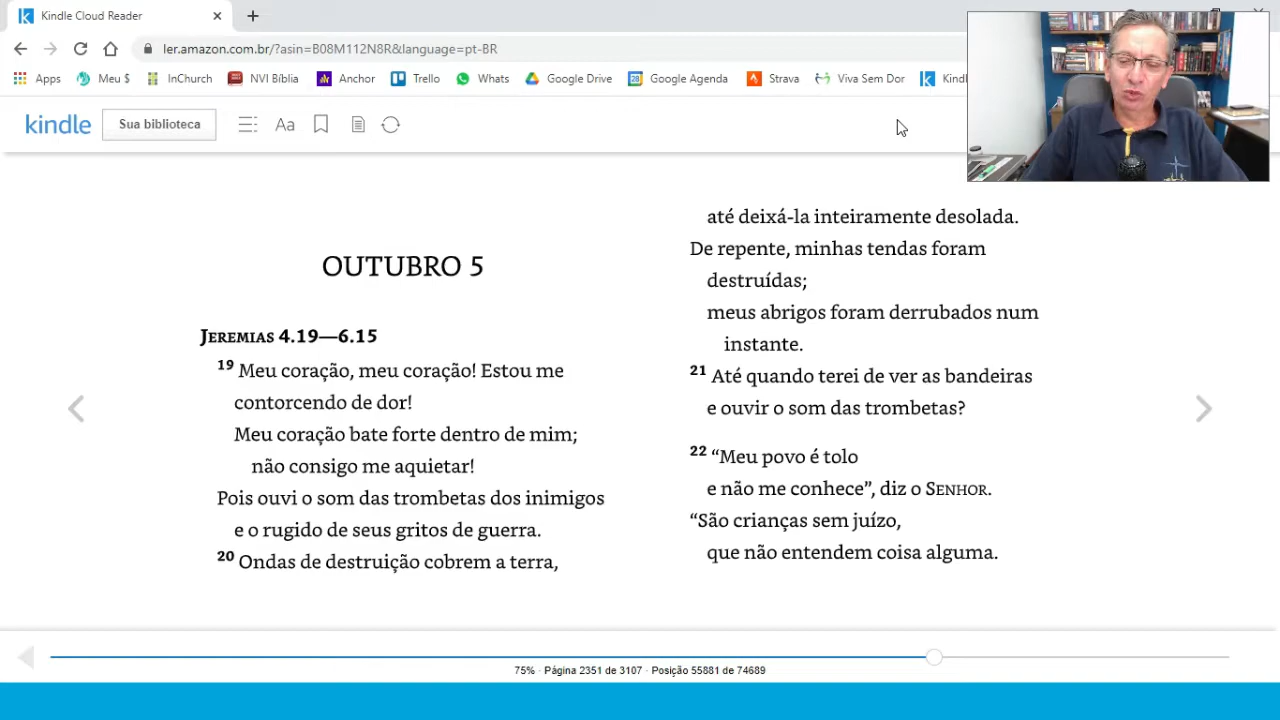 Kindle Cloud Reader
ler.amazon.com.br/?asin=B08M112N8R&language=pt-BR
Apps Meu $ InChurch NVI Bíblia Anchor Trello Whats Google Drive Google Agenda Strava Viva Sem Dor Kindl
kindle Sua biblioteca Aa
OUTUBRO 5
JEREMIAS 4.19—6.15
19 Meu coração, meu coração! Estou me
contorcendo de dor!
Meu coração bate forte dentro de mim;
não consigo me aquietar!
Pois ouvi o som das trombetas dos inimigos
e o rugido de seus gritos de guerra.
20 Ondas de destruição cobrem a terra,
até deixá-la inteiramente desolada.
De repente, minhas tendas foram
destruídas;
meus abrigos foram derrubados num
instante.
21 Até quando terei de ver as bandeiras
e ouvir o som das trombetas?
22 “Meu povo é tolo
e não me conhece”, diz o SENHOR.
“São crianças sem juízo,
que não entendem coisa alguma.
75% · Página 2351 de 3107 · Posição 55881 de 74689